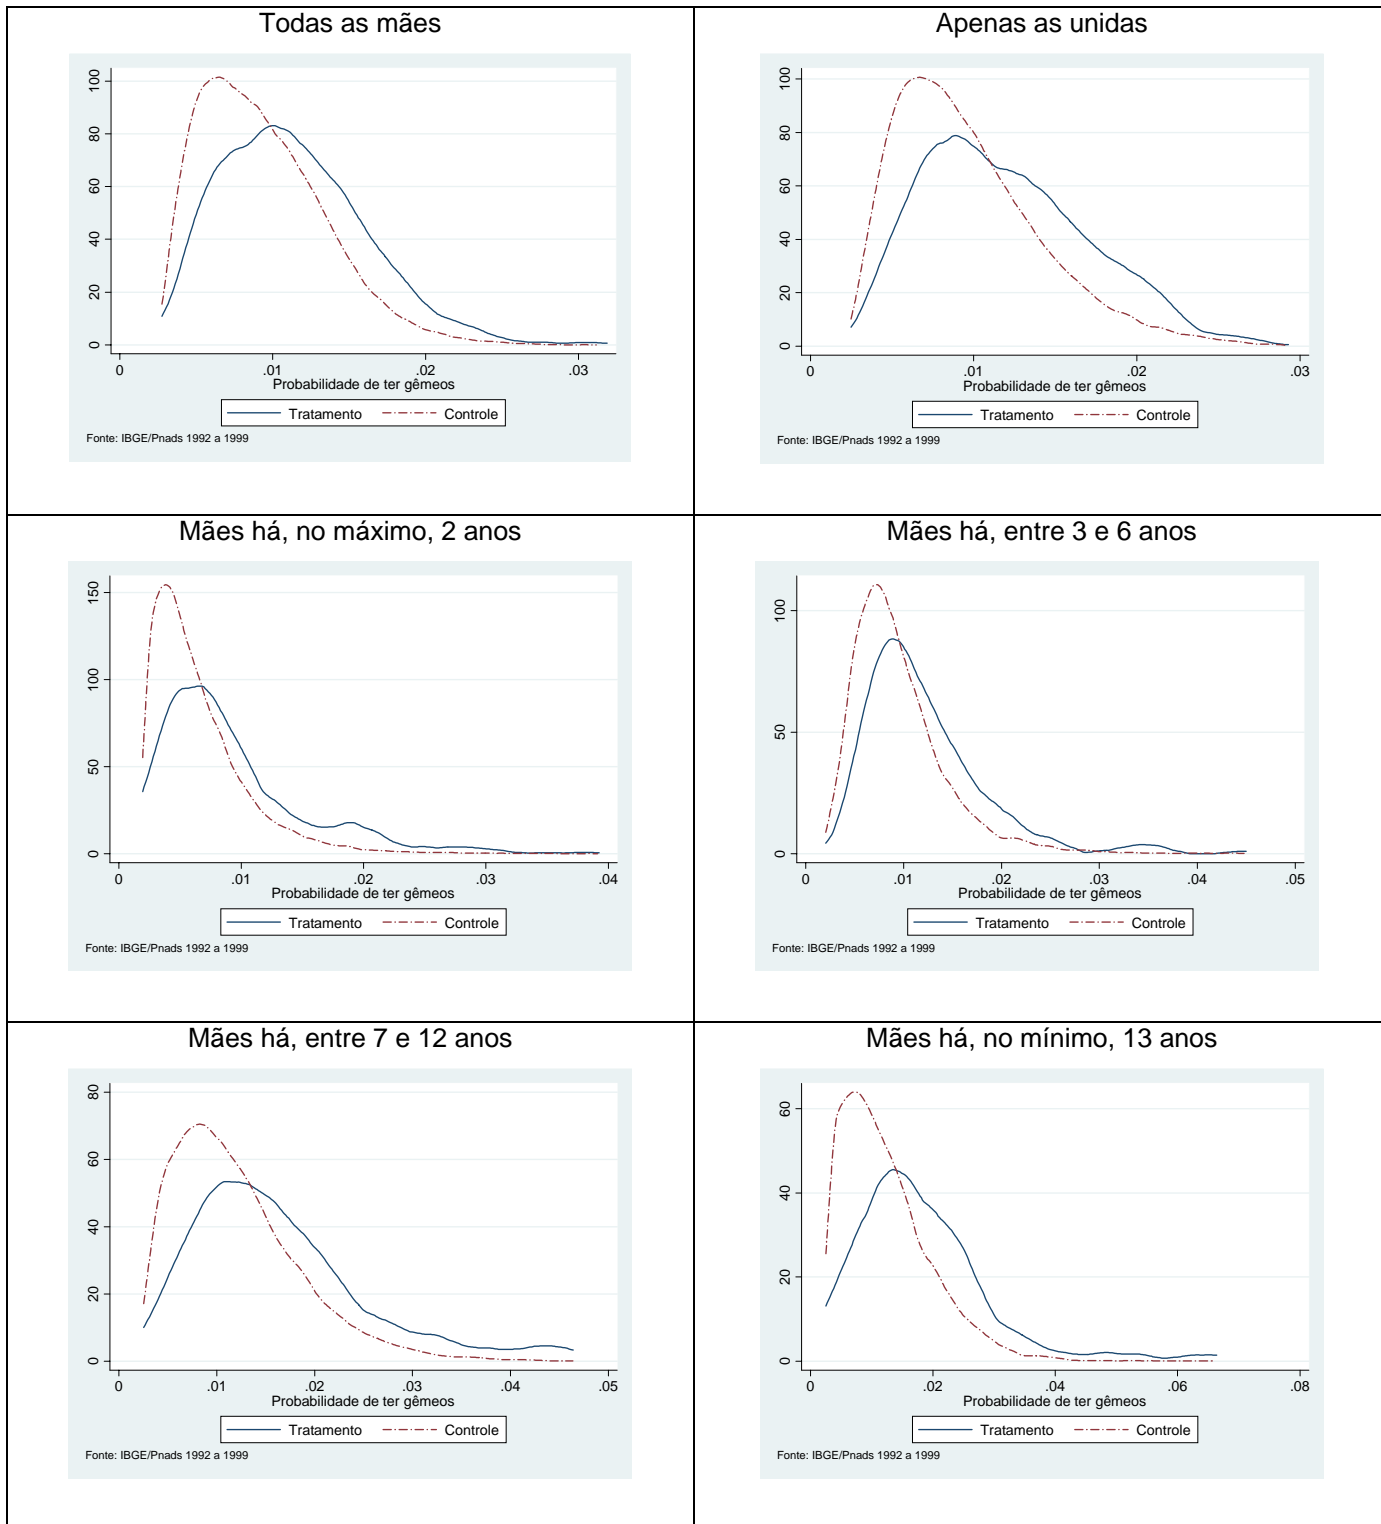 Todas as mães
100
80
60
40
20
0
0 .01 .02 .03
Probabilidade de ter gêmeos
Tratamento Controle
Fonte: IBGE/Pnads 1992 a 1999
Apenas as unidas
100
80
60
40
20
0
0 .01 .02 .03
Probabilidade de ter gêmeos
Tratamento Controle
Fonte: IBGE/Pnads 1992 a 1999
Mães há, no máximo, 2 anos
150
100
50
0
0 .01 .02 .03 .04
Probabilidade de ter gêmeos
Tratamento Controle
Fonte: IBGE/Pnads 1992 a 1999
Mães há, entre 3 e 6 anos
100
50
0
0 .01 .02 .03 .04 .05
Probabilidade de ter gêmeos
Tratamento Controle
Fonte: IBGE/Pnads 1992 a 1999
Mães há, entre 7 e 12 anos
80
60
40
20
0
0 .01 .02 .03 .04 .05
Probabilidade de ter gêmeos
Tratamento Controle
Fonte: IBGE/Pnads 1992 a 1999
Mães há, no mínimo, 13 anos
60
40
20
0
0 .02 .04 .06 .08
Probabilidade de ter gêmeos
Tratamento Controle
Fonte: IBGE/Pnads 1992 a 1999